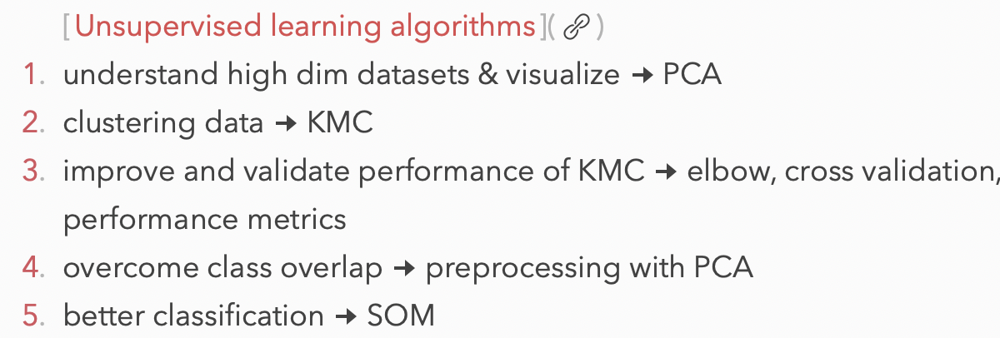 [Unsupervised learning algorithms]()
1. understand high dim datasets & visualize → PCA
2. clustering data → KMC
3. improve and validate performance of KMC → elbow, cross validation,
performance metrics
4. overcome class overlap → preprocessing with PCA
5. better classification → SOM